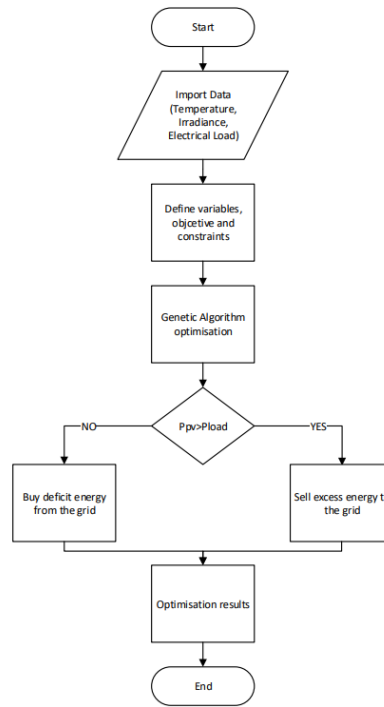 Start
Import Data
(Temperature,
Irradiance,
Electrical Load)
Define variables,
objcetive and
constraints
Genetic Algorithm
optimisation
Ppv>Pload
NO
YES
Buy deficit energy
from the grid
Sell excess energy t
the grid
Optimisation results
End